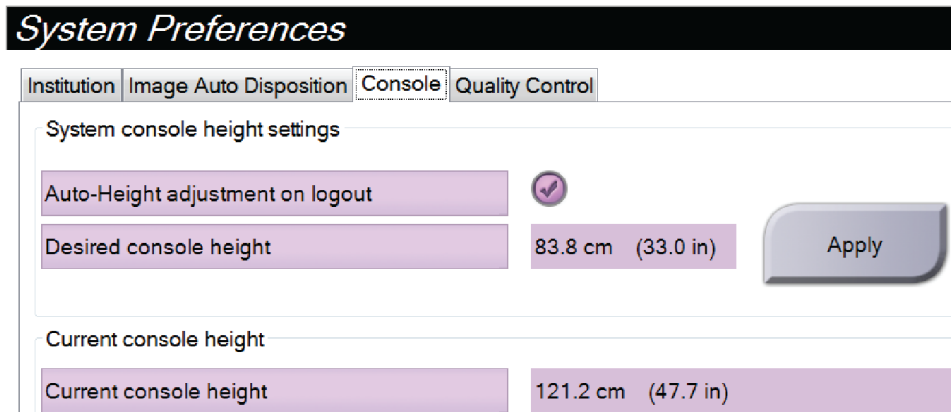 System Preferences
Institution Image Auto Disposition Console Quality Control
System console height settings
Auto-Height adjustment on logout
Desired console height 83.8 cm (33.0 in) Apply
Current console height
Current console height 121.2 cm (47.7 in)